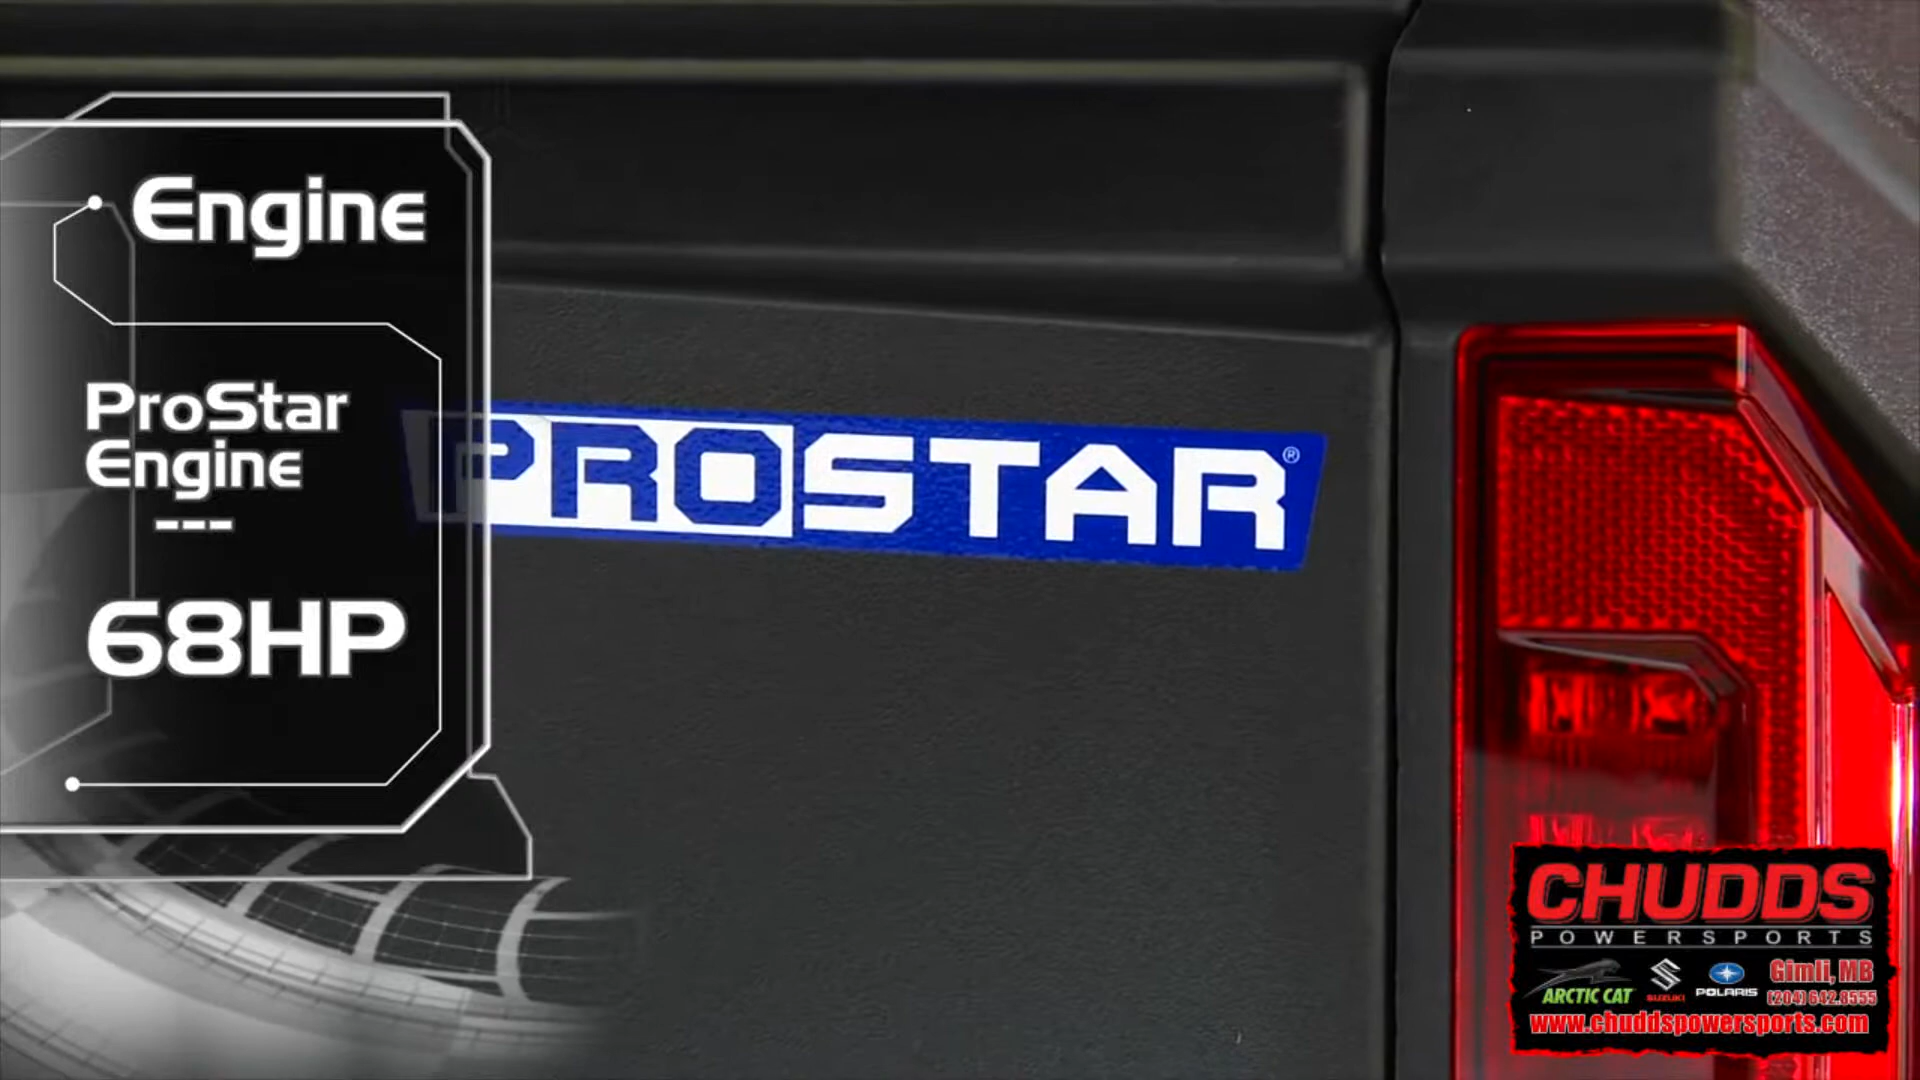 Engine
ProStar
Engine
---
68HP
PROSTAR®
CHUDDS
POWERSPORTS
ARCTIC CAT
SUZUKI
POLARIS
Gimli, MB
(204) 642.8555
www.chuddspowersports.com